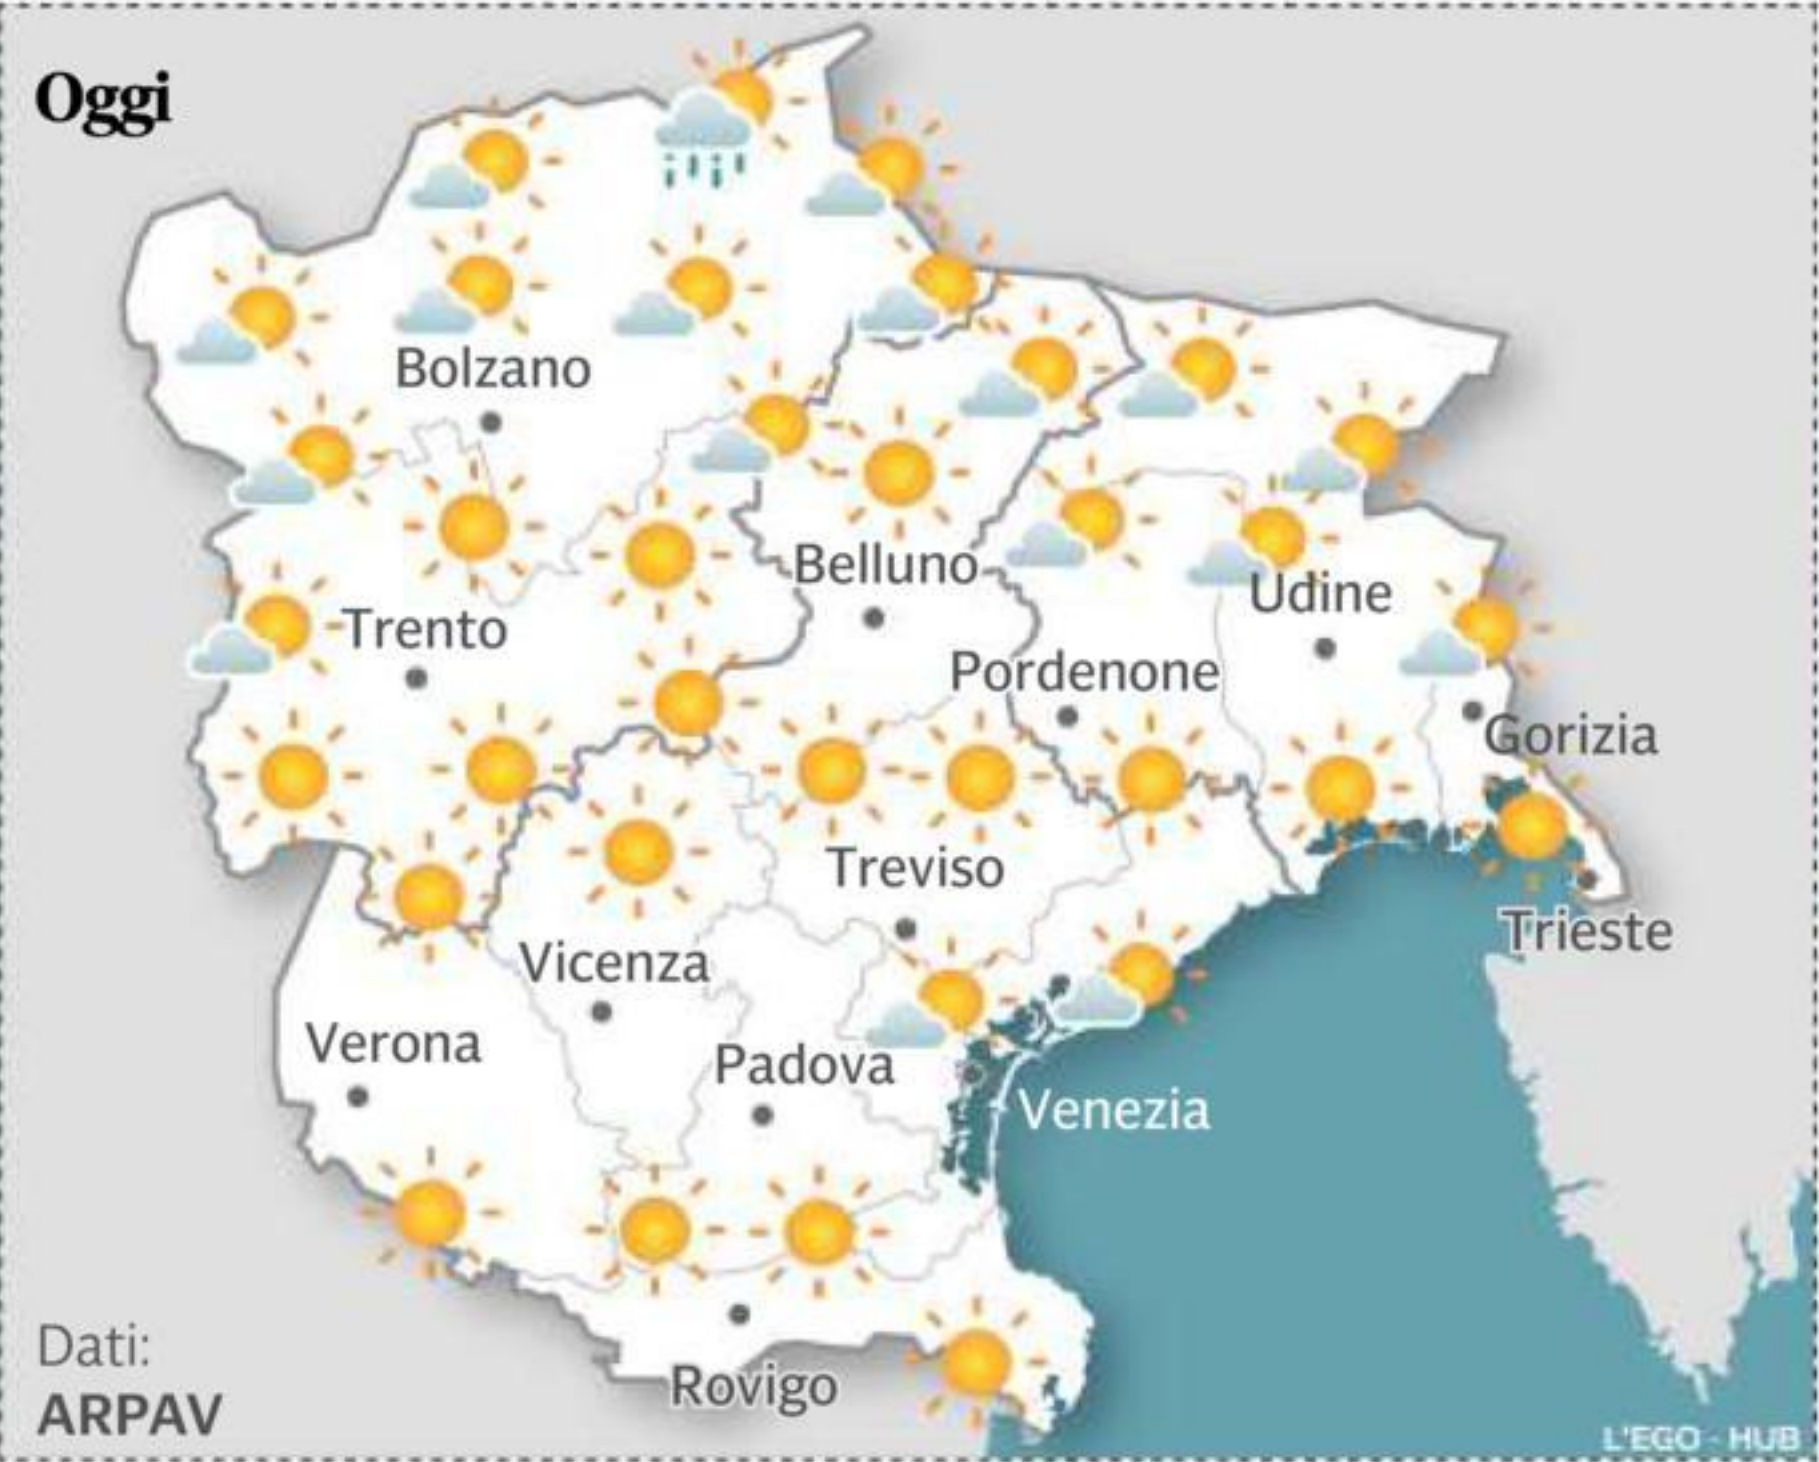 Oggi
Bolzano
Belluno
Udine
Trento
Pordenone
Gorizia
Treviso
Trieste
Vicenza
Verona
Padova
Venezia
Dati:
ARPAV
Rovigo
L'EGO - HUB